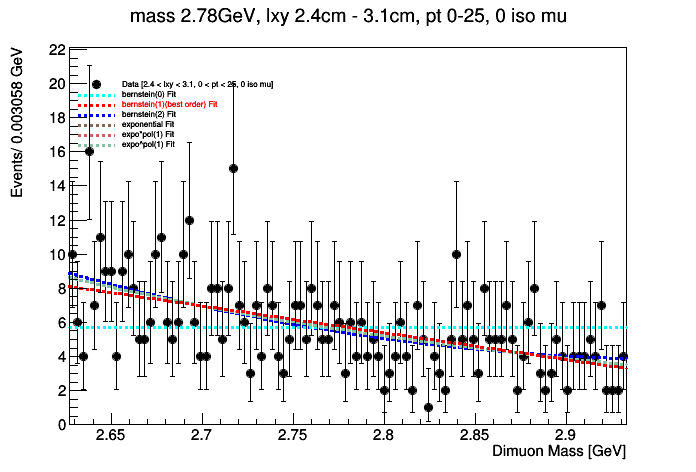 mass 2.78GeV, lxy 2.4cm - 3.1cm, pt 0-25, 0 iso mu
Events/ 0.003058 GeV
22
20
18
16
14
12
10
8
6
4
2
0
Data [2.4 < lxy < 3.1, 0 < pt < 25, 0 iso mu]
bernstein(0) Fit
bernstein(1)(best order) Fit
bernstein(2) Fit
exponential Fit
expo*pol(1) Fit
expo^pol(1) Fit
2.65 2.7 2.75 2.8 2.85 2.9
Dimuon Mass [GeV]